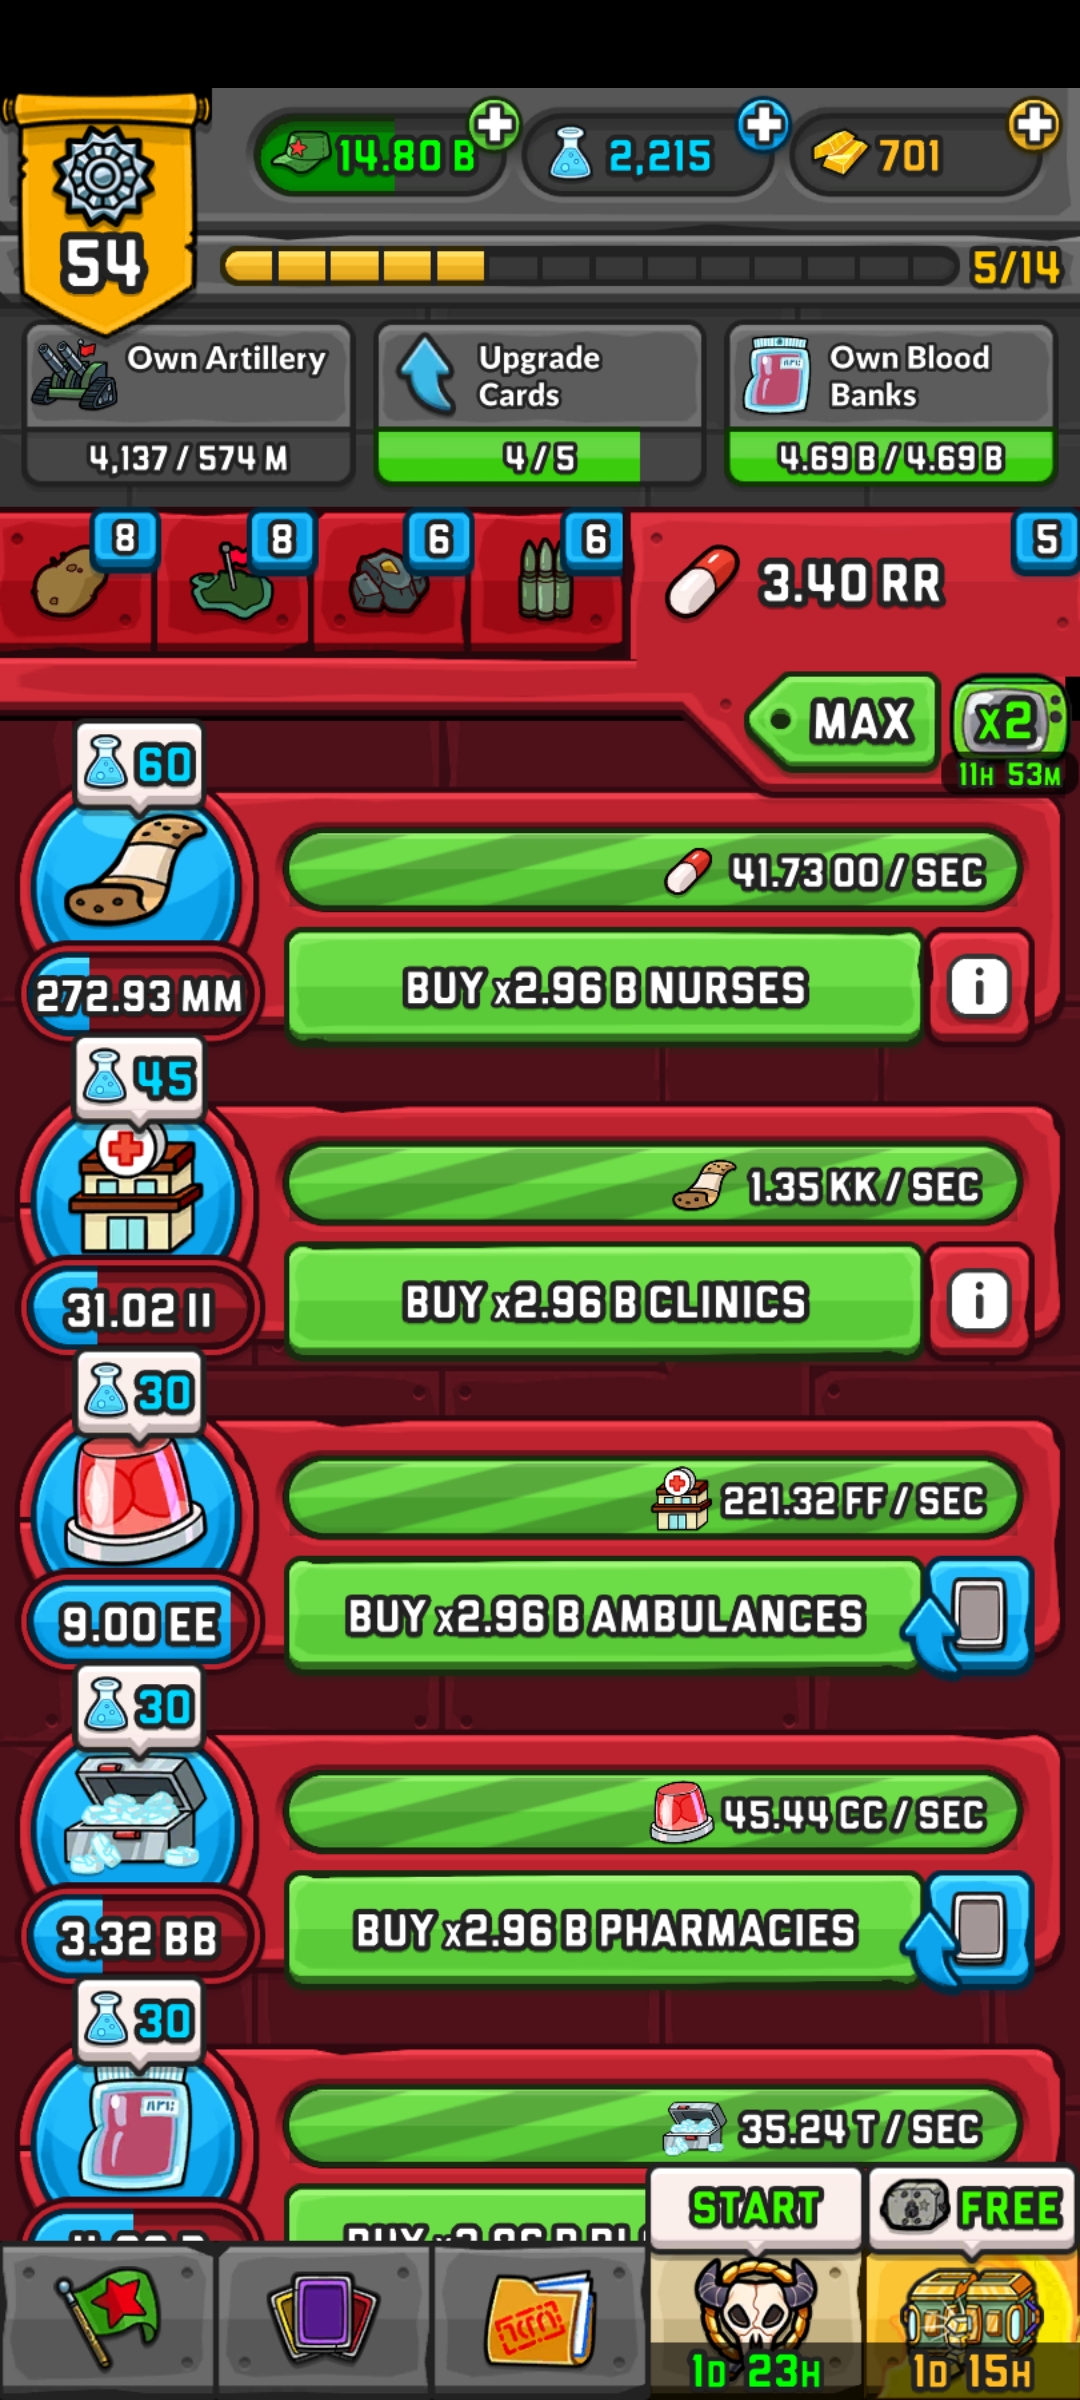 54
14.80 B
2,215
701
5/14
Own Artillery
4,137 / 574 M
Upgrade
Cards
4 / 5
Own Blood
Banks
4.69 B / 4.69 B
8
8
6
6
5
3.40 RR
MAX
x2
11H 53M
60
41.73 OO / SEC
BUY x2.96 B NURSES
i
272.93 MM
45
1.35 KK / SEC
BUY x2.96 B CLINICS
i
31.02 II
30
221.32 FF / SEC
BUY x2.96 B AMBULANCES
9.00 EE
30
45.44 CC / SEC
BUY x2.96 B PHARMACIES
3.32 BB
30
35.24 T / SEC
START
FREE
1D 23H
1D 15H